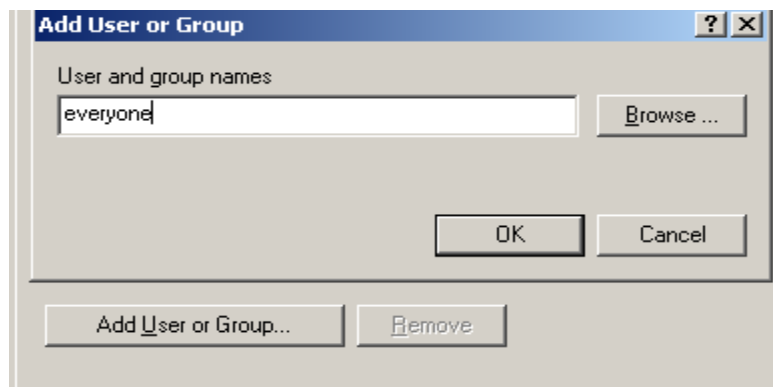 Add User or Group
User and group names
everyone
Browse ...
OK
Cancel
Add User or Group...
Remove